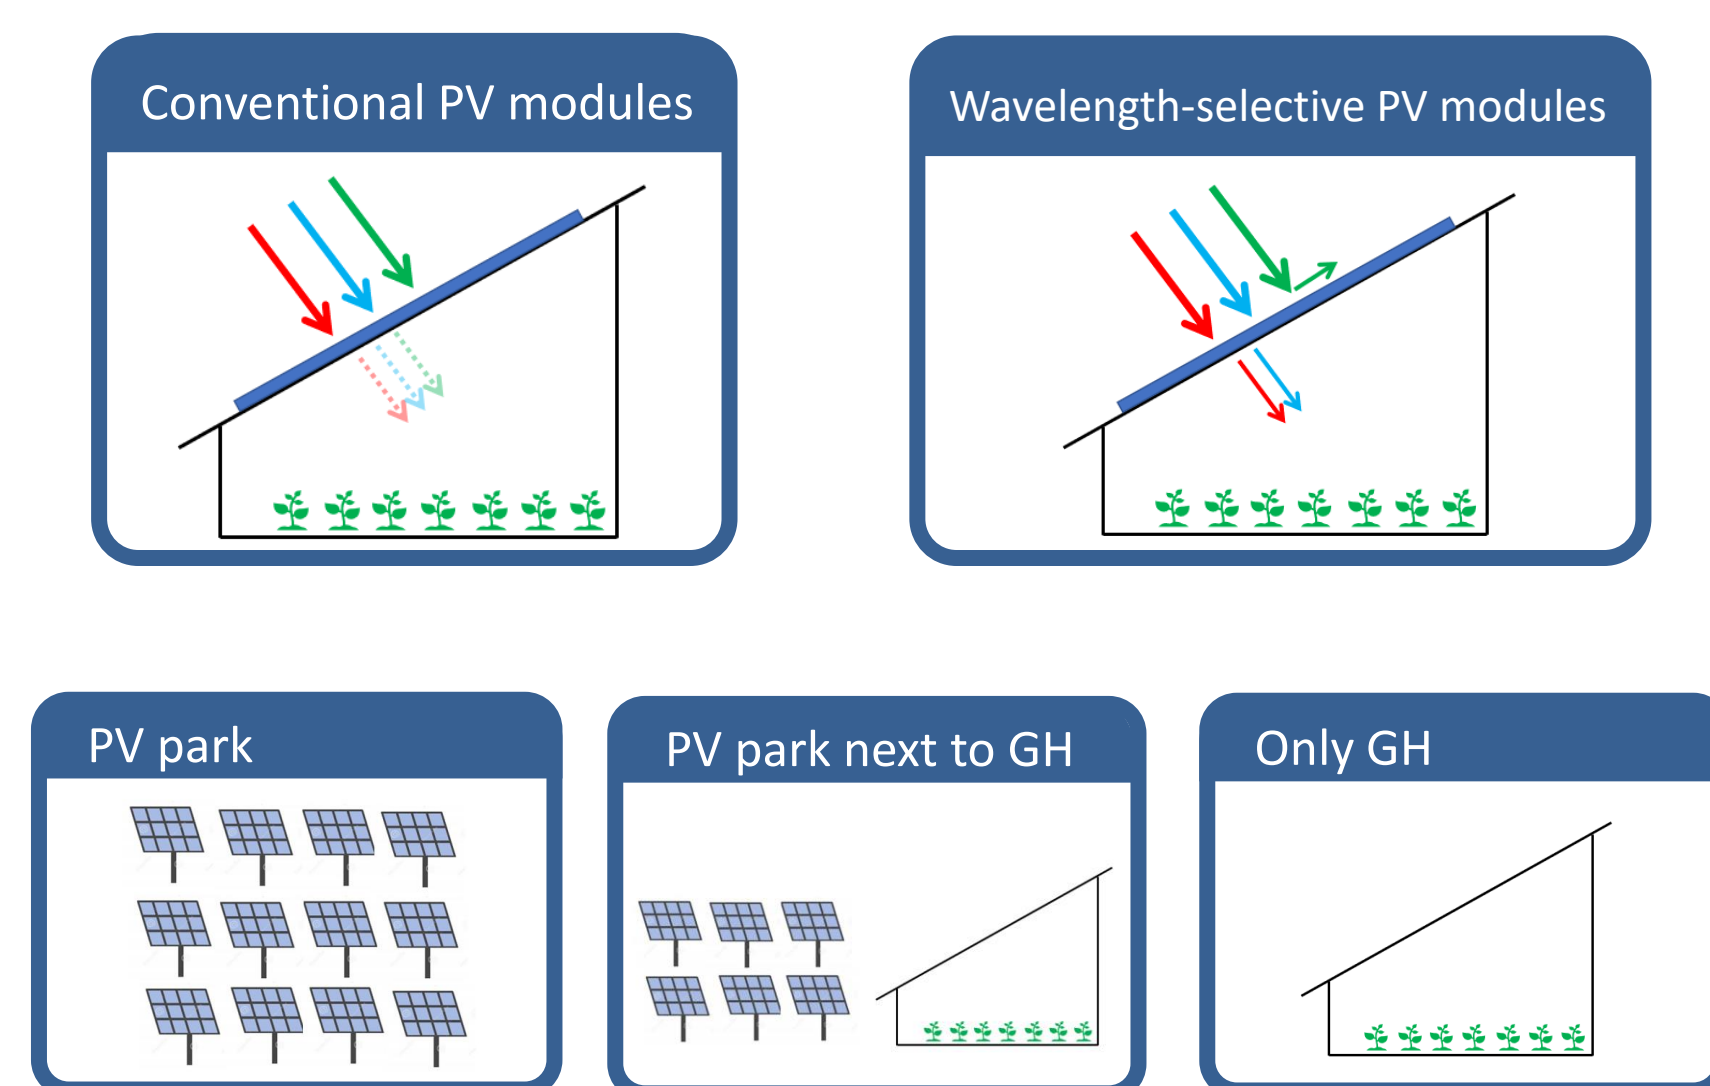 Conventional PV modules
Wavelength-selective PV modules
PV park
PV park next to GH
Only GH